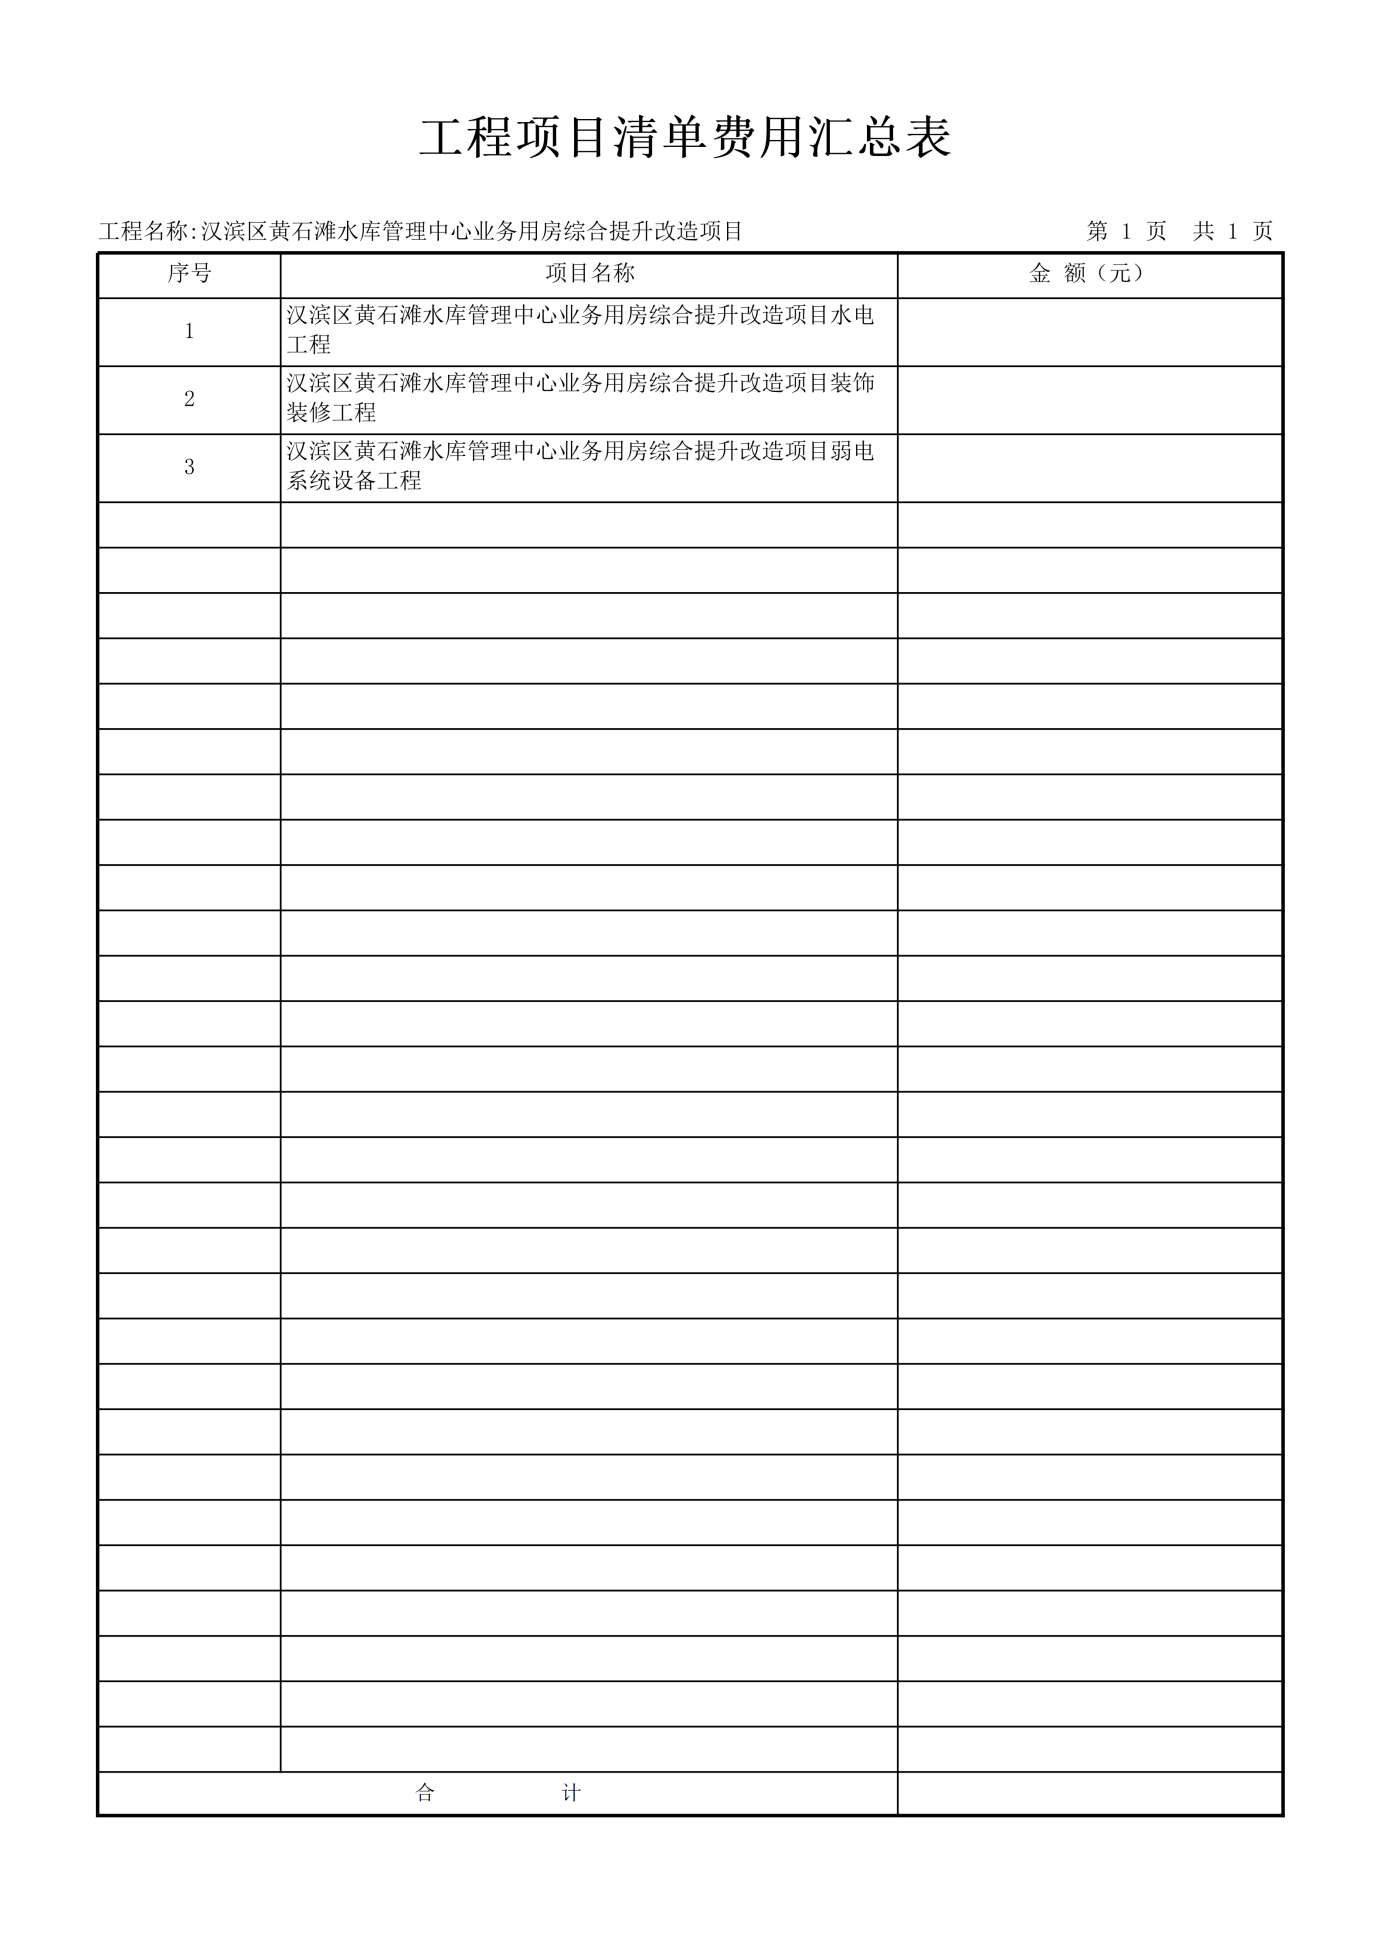 工程项目清单费用汇总表
工程名称:汉滨区黄石滩水库管理中心业务用房综合提升改造项目 第 1 页 共 1 页
序号 项目名称 金 额（元）
1 汉滨区黄石滩水库管理中心业务用房综合提升改造项目水电
工程
2 汉滨区黄石滩水库管理中心业务用房综合提升改造项目装饰
装修工程
3 汉滨区黄石滩水库管理中心业务用房综合提升改造项目弱电
系统设备工程
合 计